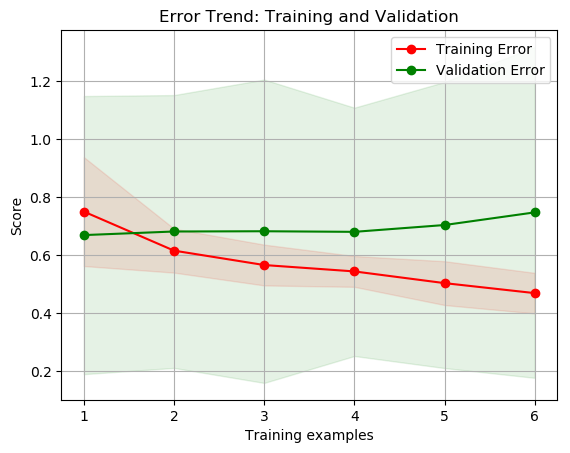 Error Trend: Training and Validation
Training Error
Validation Error
Score
1.2
1.0
0.8
0.6
0.4
0.2
1 2 3 4 5 6
Training examples